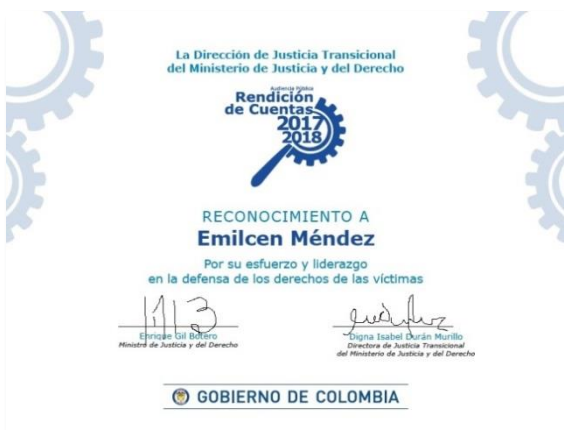 La Dirección de Justicia Transicional
del Ministerio de Justicia y del Derecho
Audiencia Pública
Rendición
de Cuentas
2017
2018
RECONOCIMIENTO A
Emilcen Méndez
Por su esfuerzo y liderazgo
en la defensa de los derechos de las víctimas
Enrique Gil Botero
Ministro de Justicia y del Derecho
Digna Isabel Durán Murillo
Directora de Justicia Transicional
del Ministerio de Justicia y del Derecho
GOBIERNO DE COLOMBIA